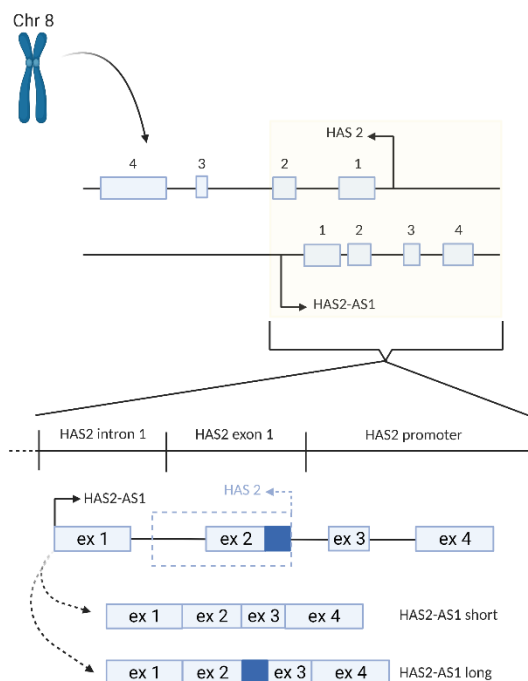 Chr 8
HAS 2
4 3 2 1
1 2 3 4
HAS2-AS1
HAS2 intron 1 HAS2 exon 1 HAS2 promoter
HAS2-AS1 HAS 2
ex 1 ex 2 ex 3 ex 4
ex 1 ex 2 ex 3 ex 4 HAS2-AS1 short
ex 1 ex 2 ex 3 ex 4 HAS2-AS1 long